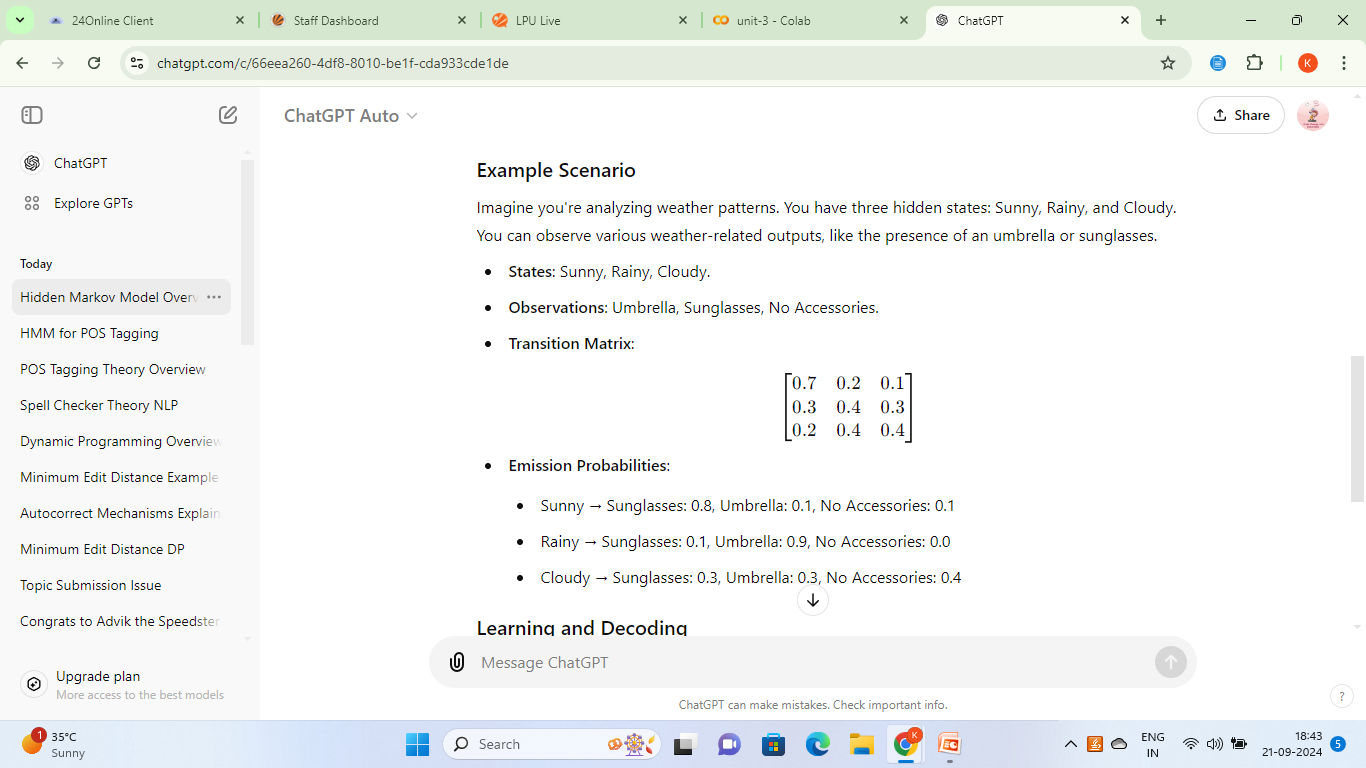 24Online Client
Staff Dashboard
LPU Live
unit-3 - Colab
ChatGPT
chatgpt.com/c/66eea260-4df8-8010-be1f-cda933cde1de
K
ChatGPT Auto
Share
ChatGPT
Explore GPTs
Today
Hidden Markov Model Overv
HMM for POS Tagging
POS Tagging Theory Overview
Spell Checker Theory NLP
Dynamic Programming Overview
Minimum Edit Distance Example
Autocorrect Mechanisms Explain
Minimum Edit Distance DP
Topic Submission Issue
Congrats to Advik the Speedster
Upgrade plan
More access to the best models
Example Scenario
Imagine you're analyzing weather patterns. You have three hidden states: Sunny, Rainy, and Cloudy.
You can observe various weather-related outputs, like the presence of an umbrella or sunglasses.
• States: Sunny, Rainy, Cloudy.
• Observations: Umbrella, Sunglasses, No Accessories.
• Transition Matrix:
0.7 0.2 0.1
0.3 0.4 0.3
0.2 0.4 0.4
• Emission Probabilities:
• Sunny → Sunglasses: 0.8, Umbrella: 0.1, No Accessories: 0.1
• Rainy → Sunglasses: 0.1, Umbrella: 0.9, No Accessories: 0.0
• Cloudy → Sunglasses: 0.3, Umbrella: 0.3, No Accessories: 0.4
Learning and Decoding
Message ChatGPT
ChatGPT can make mistakes. Check important info.
?
1
35°C
Sunny
Search
K
ENG
IN
18:43
21-09-2024
5